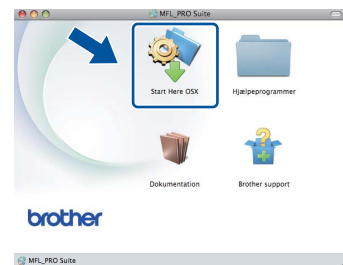 MFL_PRO Suite
Start Here OSX
Hjælpeprogrammer
Dokumentation
Brother support
brother
MFL_PRO Suite